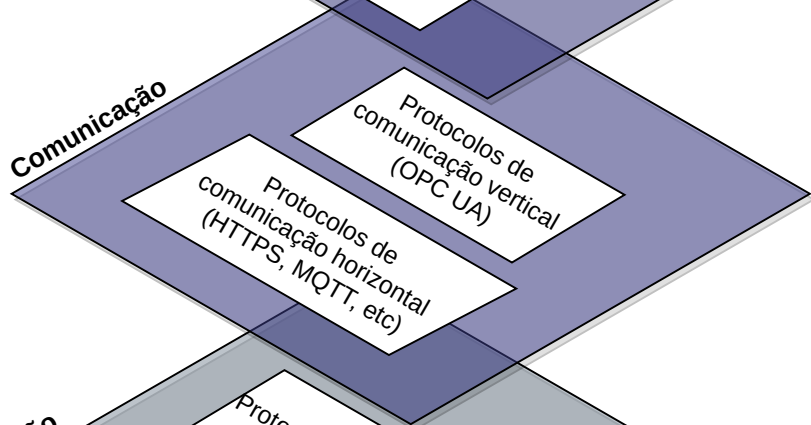 Comunicação
Protocolos de
comunicação vertical
(OPC UA)
Protocolos de
comunicação horizontal
(HTTPS, MQTT, etc)